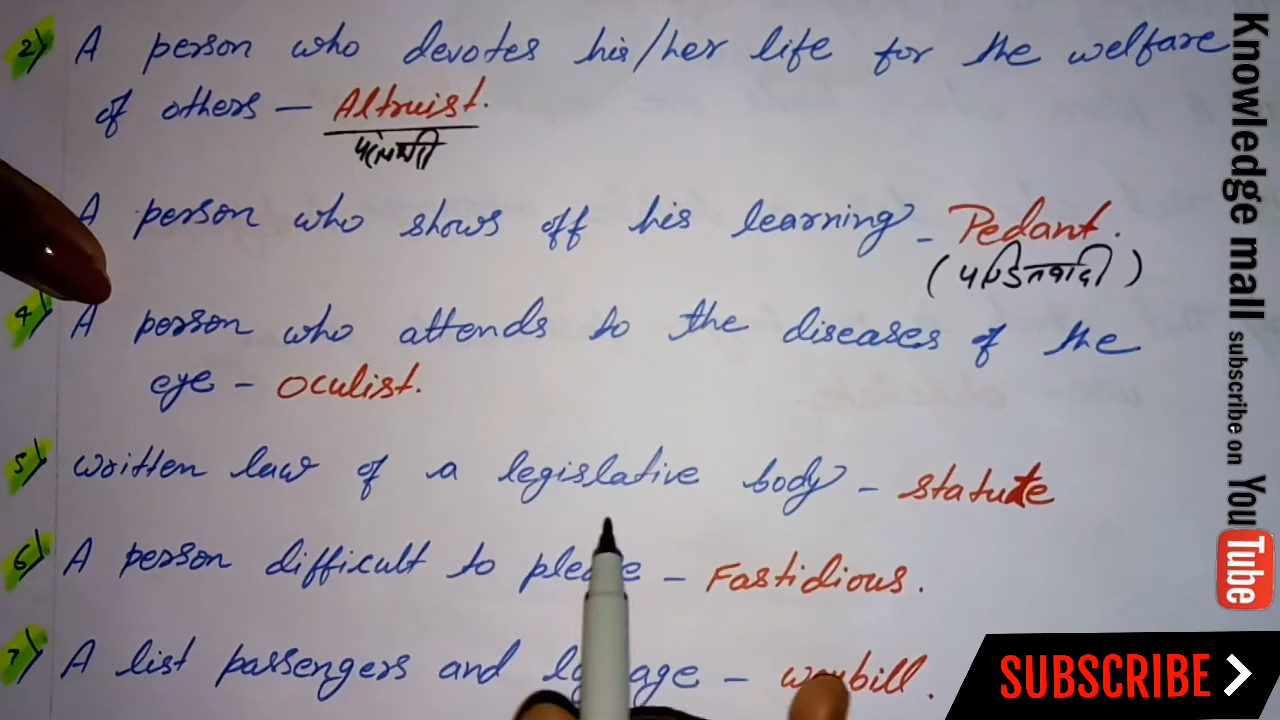 2) A person who devotes his/her life for the welfare
of others — Altruist.
A person who shows off his learning - Pedant.
4) A person who attends to the diseases of the
eye - Oculist.
5) written law of a legislative body - statute
6) A person difficult to - Fastidious.
7) A list passengers and -
Knowledge mall subscribe on YouTube
SUBSCRIBE